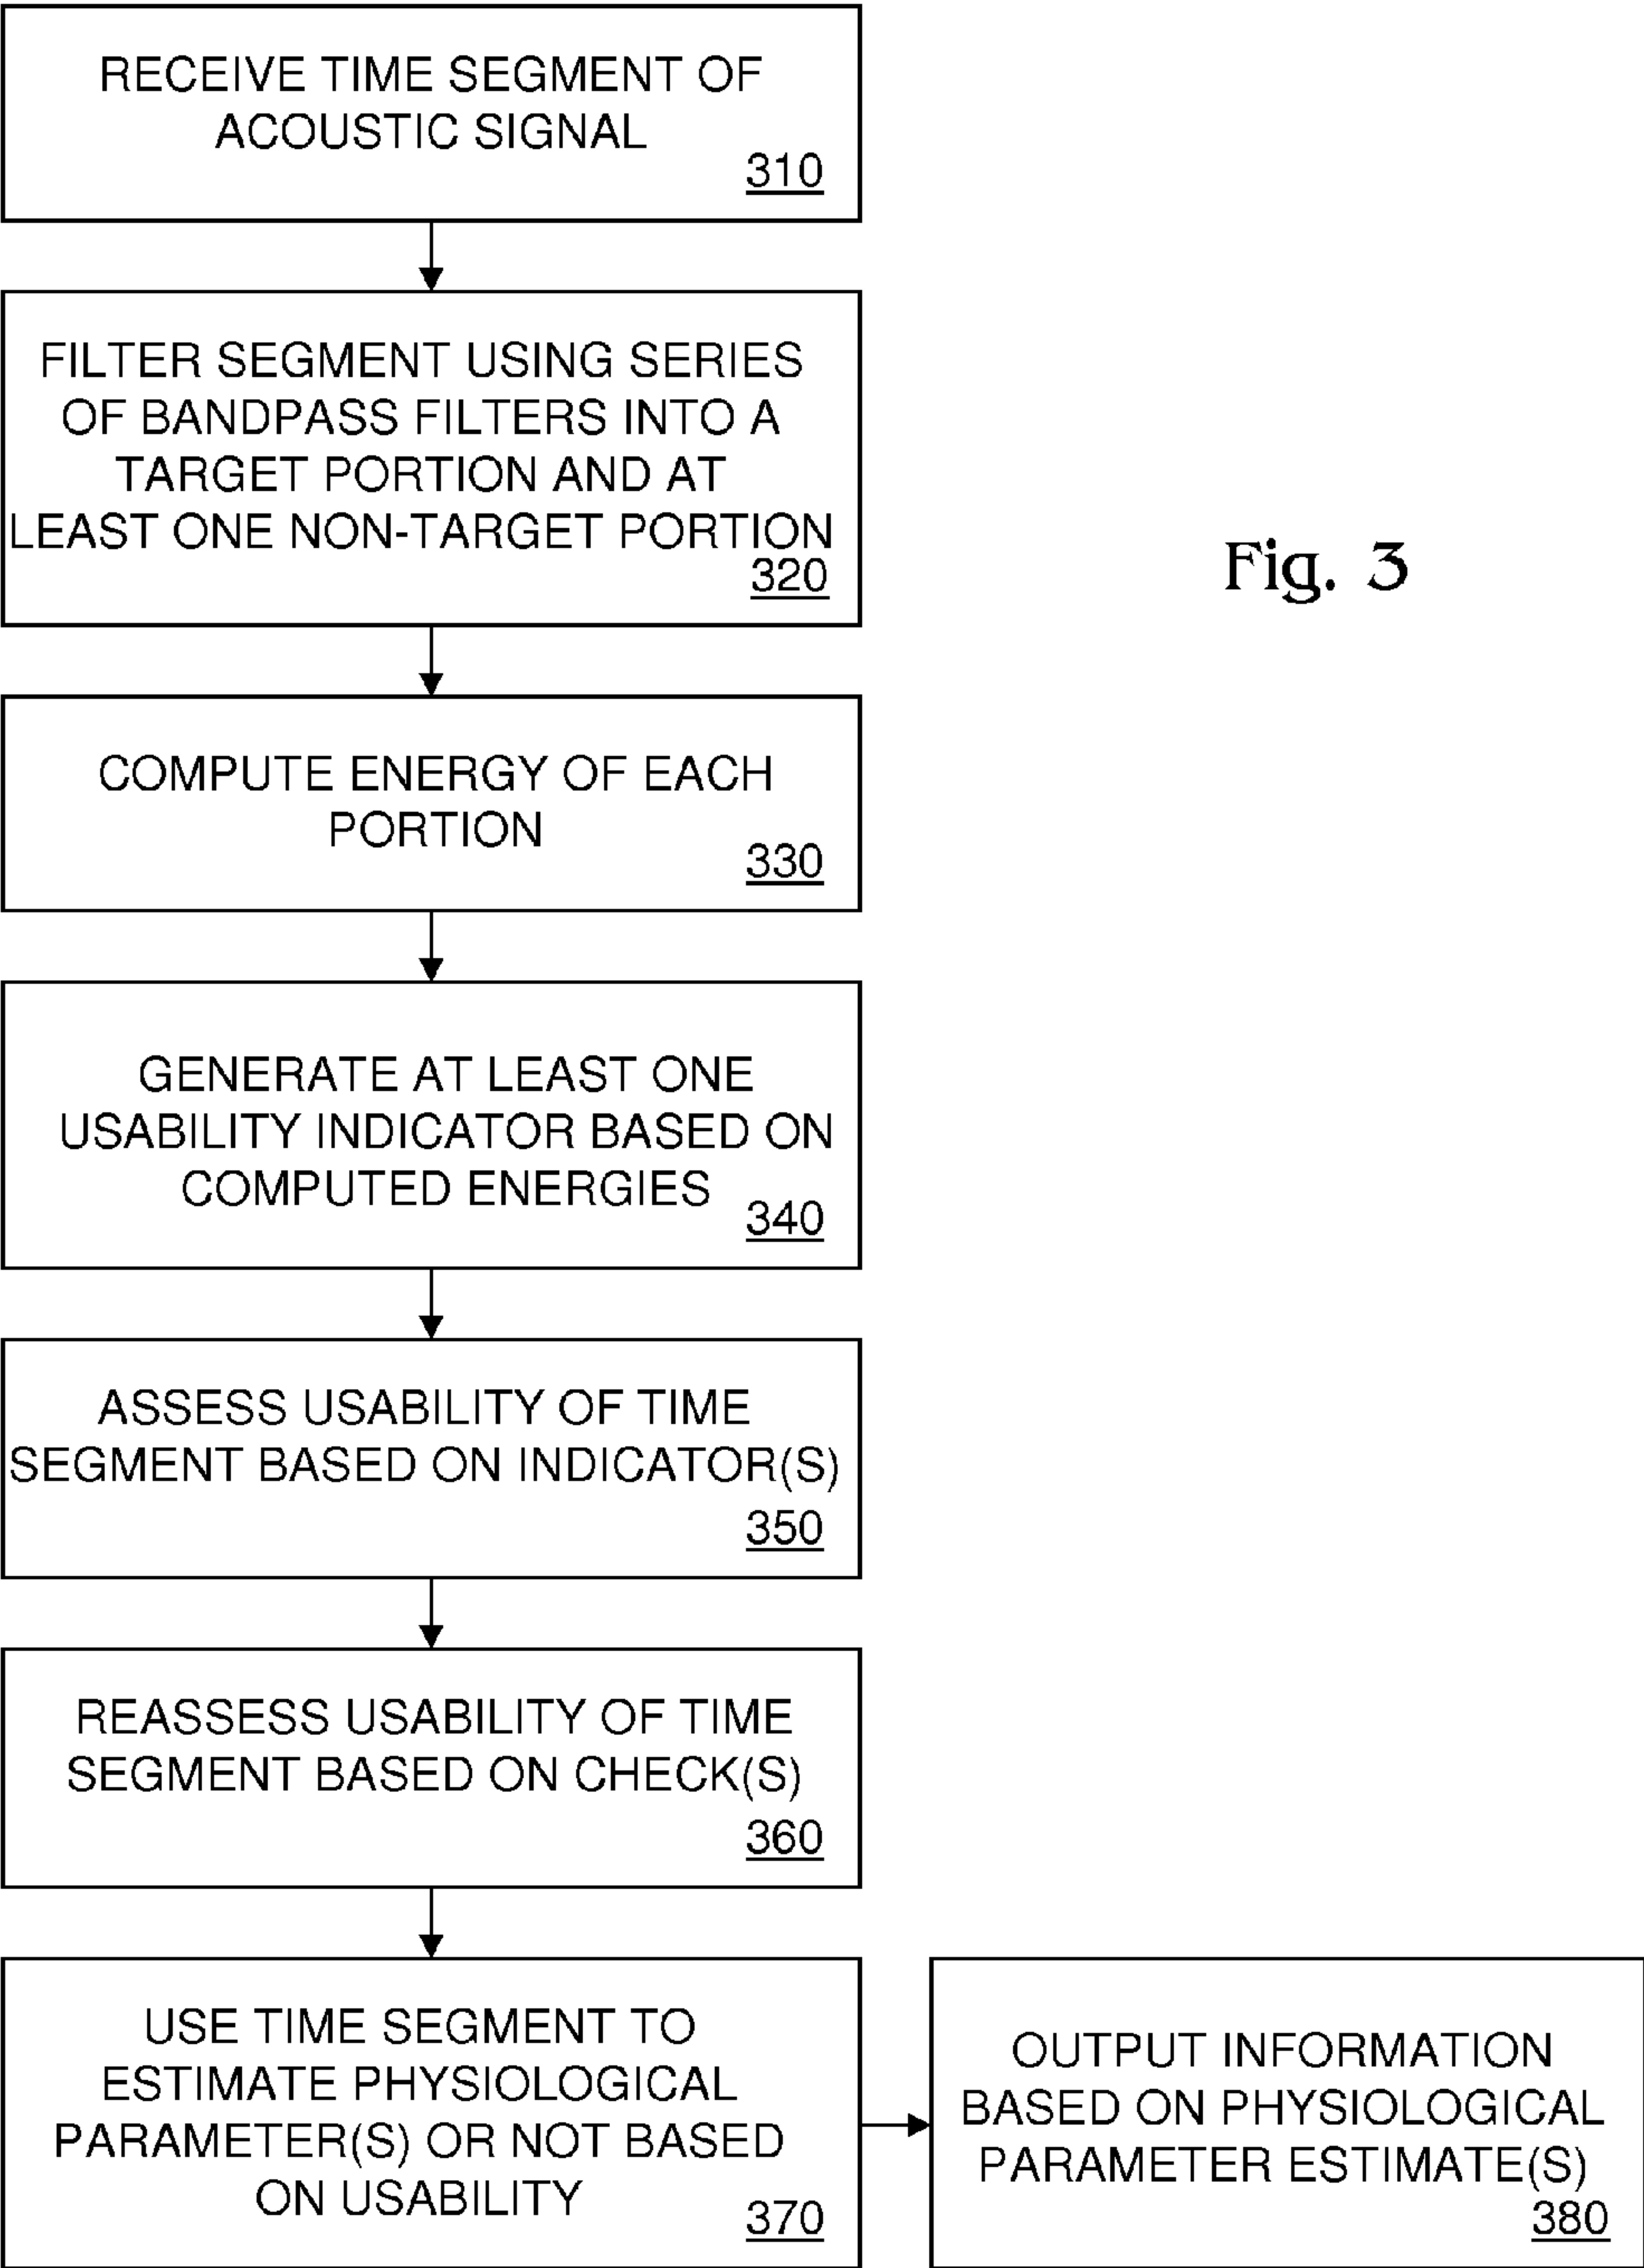 RECEIVE TIME SEGMENT OF
ACOUSTIC SIGNAL
310
FILTER SEGMENT USING SERIES
OF BANDPASS FILTERS INTO A
TARGET PORTION AND AT
LEAST ONE NON-TARGET PORTION
320
Fig. 3
COMPUTE ENERGY OF EACH
PORTION
330
GENERATE AT LEAST ONE
USABILITY INDICATOR BASED ON
COMPUTED ENERGIES
340
ASSESS USABILITY OF TIME
SEGMENT BASED ON INDICATOR(S)
350
REASSESS USABILITY OF TIME
SEGMENT BASED ON CHECK(S)
360
USE TIME SEGMENT TO
ESTIMATE PHYSIOLOGICAL
PARAMETER(S) OR NOT BASED
ON USABILITY
370
OUTPUT INFORMATION
BASED ON PHYSIOLOGICAL
PARAMETER ESTIMATE(S)
380